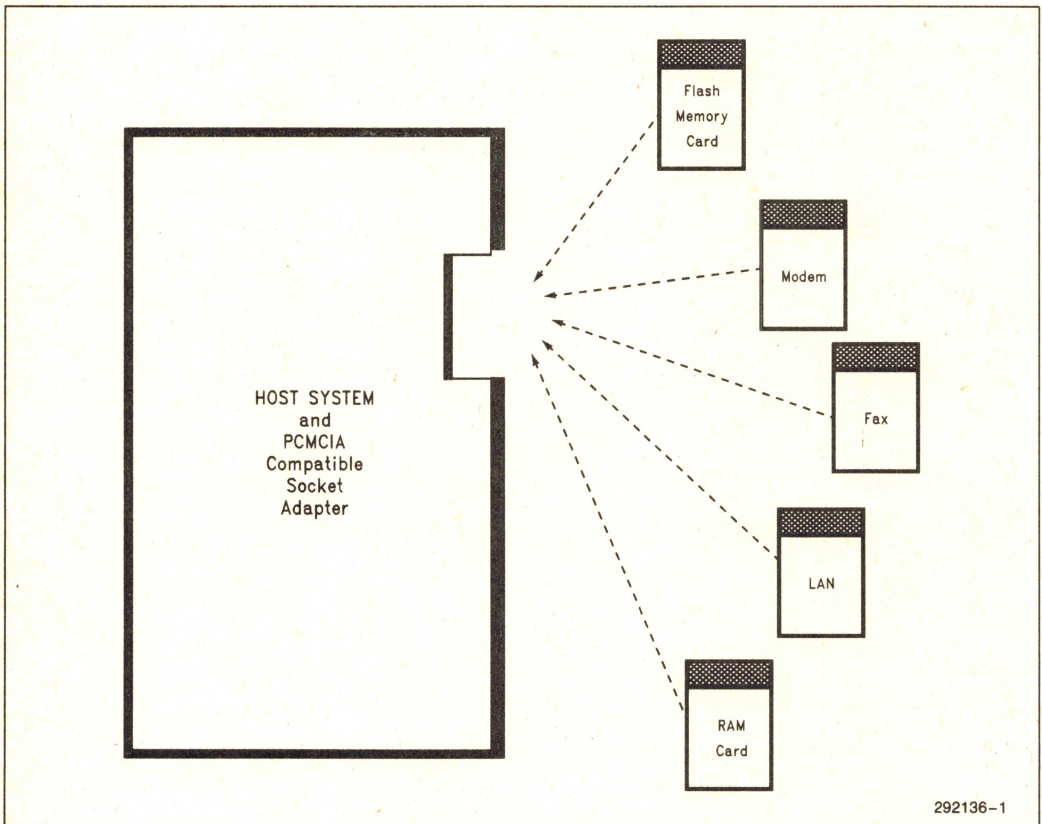 Flash
Memory
Card
Modem
HOST SYSTEM
and
PCMCIA
Compatible
Socket
Adapter
Fax
LAN
RAM
Card
292136-1